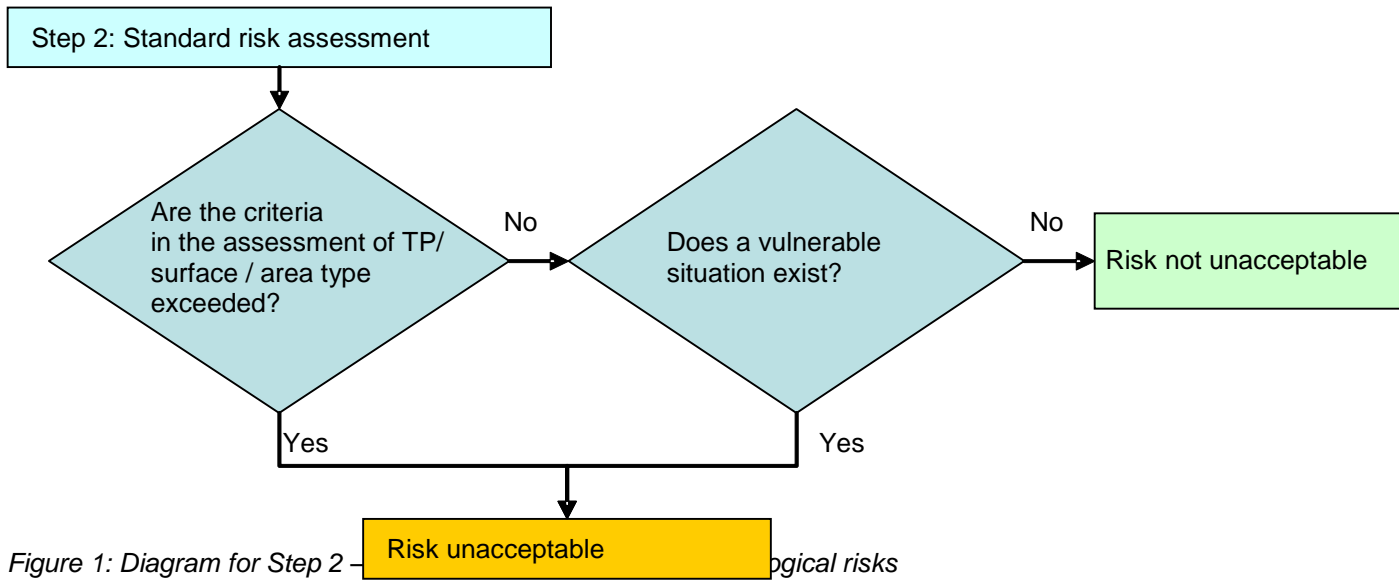 Step 2: Standard risk assessment
Are the criteria
in the assessment of TP/
surface / area type
exceeded?
No
Does a vulnerable
situation exist?
No
Risk not unacceptable
Yes
Yes
Risk unacceptable
Figure 1: Diagram for Step 2 – ogical risks